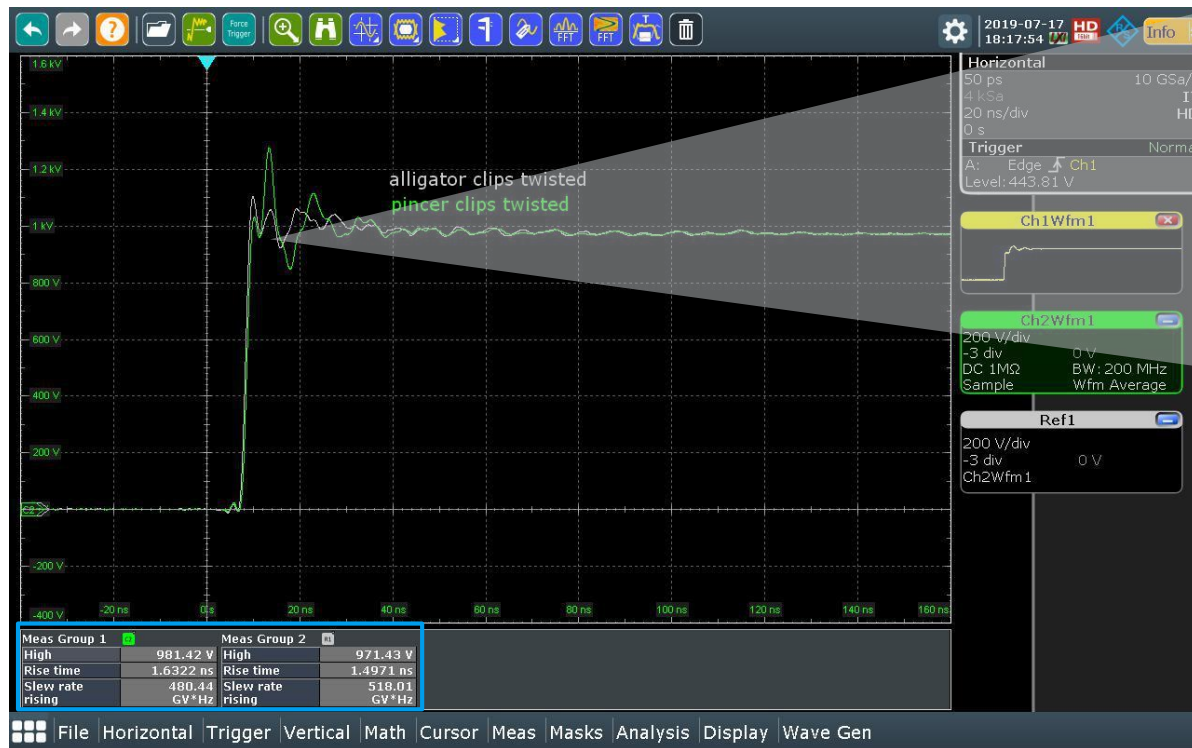 Force
Trigger
FFT
FFT
T
2019-07-17
18:17:54
LXI
HD
Info
Horizontal
50 ps 10 GSa/
4 kSa
20 ns/div
0 s
Trigger Norma
A: Edge Ch1
Level: 443.81 V
Ch1Wfm1
Ch2Wfm1
200 V/div
-3 div 0 V
DC 1MΩ BW: 200 MHz
Sample Wfm Average
Ref1
200 V/div
-3 div 0 V
Ch2Wfm1
1.6 kV
1.4 kV
1.2 kV
1 kV
800 V
600 V
400 V
200 V
C2
-200 V
-400 V
alligator clips twisted
pincer clips twisted
-20 ns 0 s 20 ns 40 ns 60 ns 80 ns 100 ns 120 ns 140 ns 160 ns
Meas Group 1 C2 Meas Group 2 R1
High 981.42 V High 971.43 V
Rise time 1.6322 ns Rise time 1.4971 ns
Slew rate 480.44 Slew rate 518.01
rising GV*Hz rising GV*Hz
File Horizontal Trigger Vertical Math Cursor Meas Masks Analysis Display Wave Gen